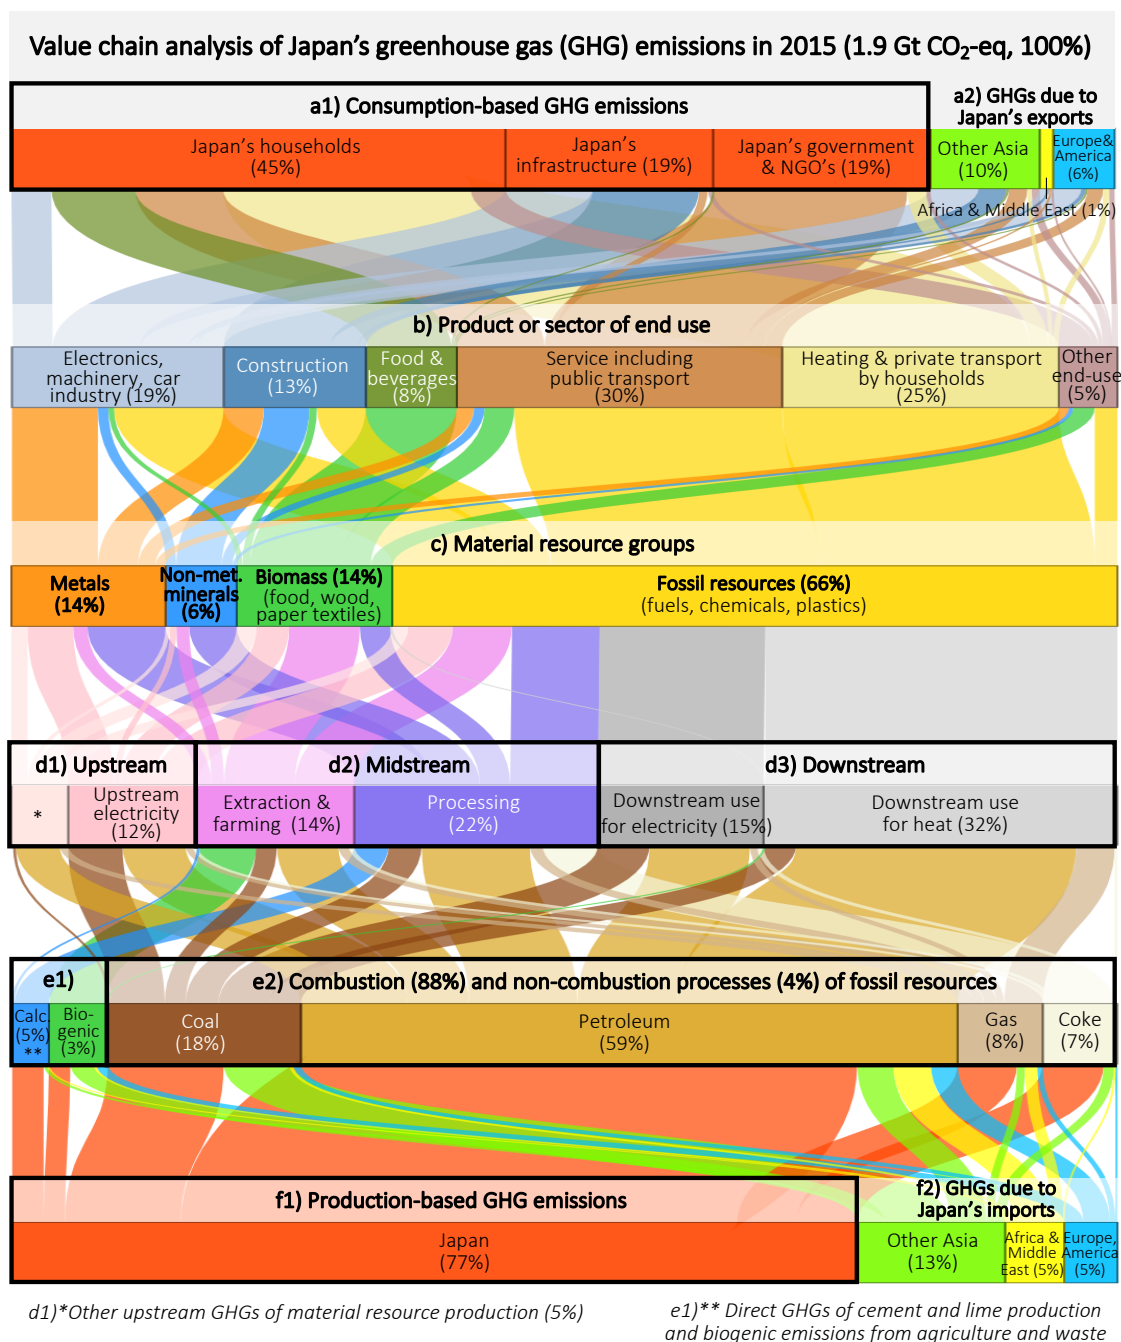 Value chain analysis of Japan's greenhouse gas (GHG) emissions in 2015 (1.9 Gt CO₂-eq, 100%)
a1) Consumption-based GHG emissions
a2) GHGs due to
Japan's exports
Japan's households
(45%)
Japan's
infrastructure (19%)
Japan's government
& NGO's (19%)
Other Asia
(10%)
Europe&
America
(6%)
Africa & Middle East (1%)
b) Product or sector of end use
Electronics,
machinery, car
industry (19%)
Construction
(13%)
Food &
beverages
(8%)
Service including
public transport
(30%)
Heating & private transport
by households
(25%)
Other
end-use
(5%)
c) Material resource groups
Metals
(14%)
Non-met.
minerals
(6%)
Biomass (14%)
(food, wood,
paper textiles)
Fossil resources (66%)
(fuels, chemicals, plastics)
d1) Upstream
d2) Midstream
d3) Downstream
*
Upstream
electricity
(12%)
Extraction &
farming (14%)
Processing
(22%)
Downstream use
for electricity (15%)
Downstream use
for heat (32%)
e1)
e2) Combustion (88%) and non-combustion processes (4%) of fossil resources
Calc.
(5%)
**
Bio-
genic
(3%)
Coal
(18%)
Petroleum
(59%)
Gas
(8%)
Coke
(7%)
f1) Production-based GHG emissions
f2) GHGs due to
Japan's imports
Japan
(77%)
Other Asia
(13%)
Africa &
Middle
East (5%)
Europe,
America
(5%)
d1)*Other upstream GHGs of material resource production (5%)
e1)** Direct GHGs of cement and lime production
and biogenic emissions from agriculture and waste